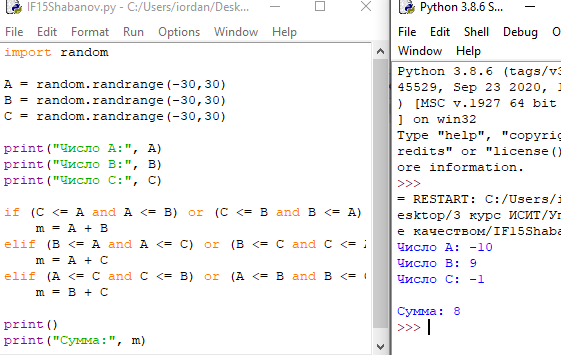 IF15Shabanov.py - C:/Users/iordan/Desk...
File Edit Format Run Options Window Help
import random
A = random.randrange(-30,30)
B = random.randrange(-30,30)
C = random.randrange(-30,30)
print("Число A:", A)
print("Число B:", B)
print("Число C:", C)
if (C <= A and A <= B) or (C <= B and B <= A)
m = A + B
elif (B <= A and A <= C) or (B <= C and C <=
m = A + C
elif (A <= C and C <= B) or (A <= B and B <=
m = B + C
print()
print("Сумма:", m)
Python 3.8.6 S...
File Edit Shell Debug O
Window Help
Python 3.8.6 (tags/v3
45529, Sep 23 2020, 1
) [MSC v.1927 64 bit
] on win32
Type "help", "copyrig
redits" or "license()
ore information.
>>>
= RESTART: C:/Users/i
esktop/3 курс ИСИТ/Уп
е качеством/IF15Shaba
Число A: -10
Число B: 9
Число C: -1
Сумма: 8
>>>